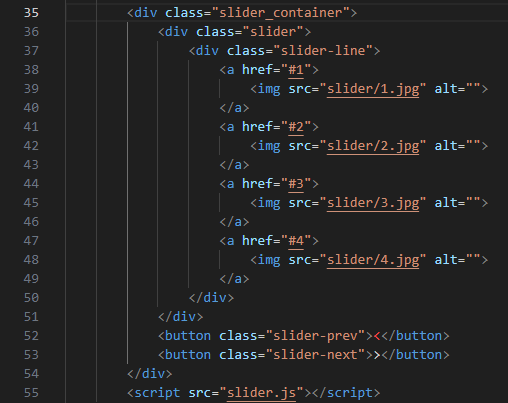 35 <div class="slider_container">
36 <div class="slider">
37 <div class="slider-line">
38 <a href="#1">
39 <img src="slider/1.jpg" alt="">
40 </a>
41 <a href="#2">
42 <img src="slider/2.jpg" alt="">
43 </a>
44 <a href="#3">
45 <img src="slider/3.jpg" alt="">
46 </a>
47 <a href="#4">
48 <img src="slider/4.jpg" alt="">
49 </a>
50 </div>
51 </div>
52 <button class="slider-prev"><</button>
53 <button class="slider-next">></button>
54 </div>
55 <script src="slider.js"></script>